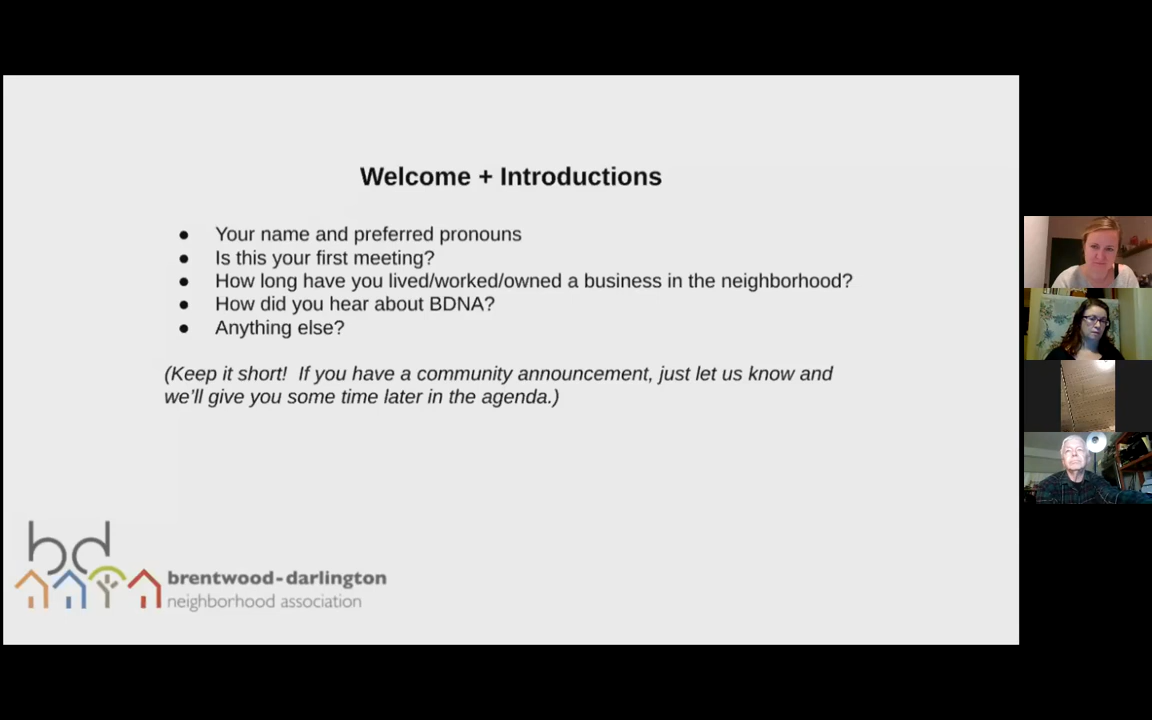 Welcome + Introductions
● Your name and preferred pronouns
● Is this your first meeting?
● How long have you lived/worked/owned a business in the neighborhood?
● How did you hear about BDNA?
● Anything else?
(Keep it short!  If you have a community announcement, just let us know and
we'll give you some time later in the agenda.)
bd
brentwood-darlington
neighborhood association